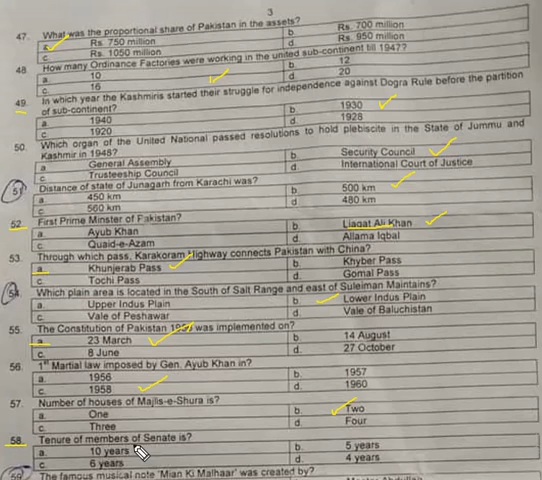 3
47. What was the proportional share of Pakistan in the assets?
a. Rs. 750 million b. Rs. 700 million
c. Rs. 1050 million d. Rs. 950 million
48. How many Ordinance Factories were working in the united sub-continent till 1947?
a. 10 b. 12
c. 16 d. 20
49. In which year the Kashmiris started their struggle for independence against Dogra Rule before the partition
of sub-continent?
a. 1940 b. 1930
c. 1920 d. 1928
50. Which organ of the United National passed resolutions to hold plebiscite in the State of Jummu and
Kashmir in 1948?
a General Assembly b. Security Council
c. Trusteeship Council d. International Court of Justice
51. Distance of state of Junagarh from Karachi was?
a. 450 km b. 500 km
c. 560 km d. 480 km
52. First Prime Minster of Pakistan?
a. Ayub Khan b. Liaqat Ali Khan
c. Quaid-e-Azam d. Allama Iqbal
53. Through which pass, Karakoram Highway connects Pakistan with China?
a. Khunjerab Pass b. Khyber Pass
c. Tochi Pass d. Gomal Pass
54. Which plain area is located in the South of Salt Range and east of Suleiman Maintains?
a. Upper Indus Plain b. Lower Indus Plain
c. Vale of Peshawar d. Vale of Baluchistan
55. The Constitution of Pakistan was implemented on?
a. 23 March b. 14 August
c. 8 June d. 27 October
56. 1st Martial law imposed by Gen. Ayub Khan in?
a. 1956 b. 1957
c. 1958 d. 1960
57. Number of houses of Majlis-e-Shura is?
a. One b. Two
c. Three d. Four
58. Tenure of members of Senate is?
a. 10 years b. 5 years
c. 6 years d. 4 years
59. The famous musical note 'Mian Ki Malhaar' was created by?